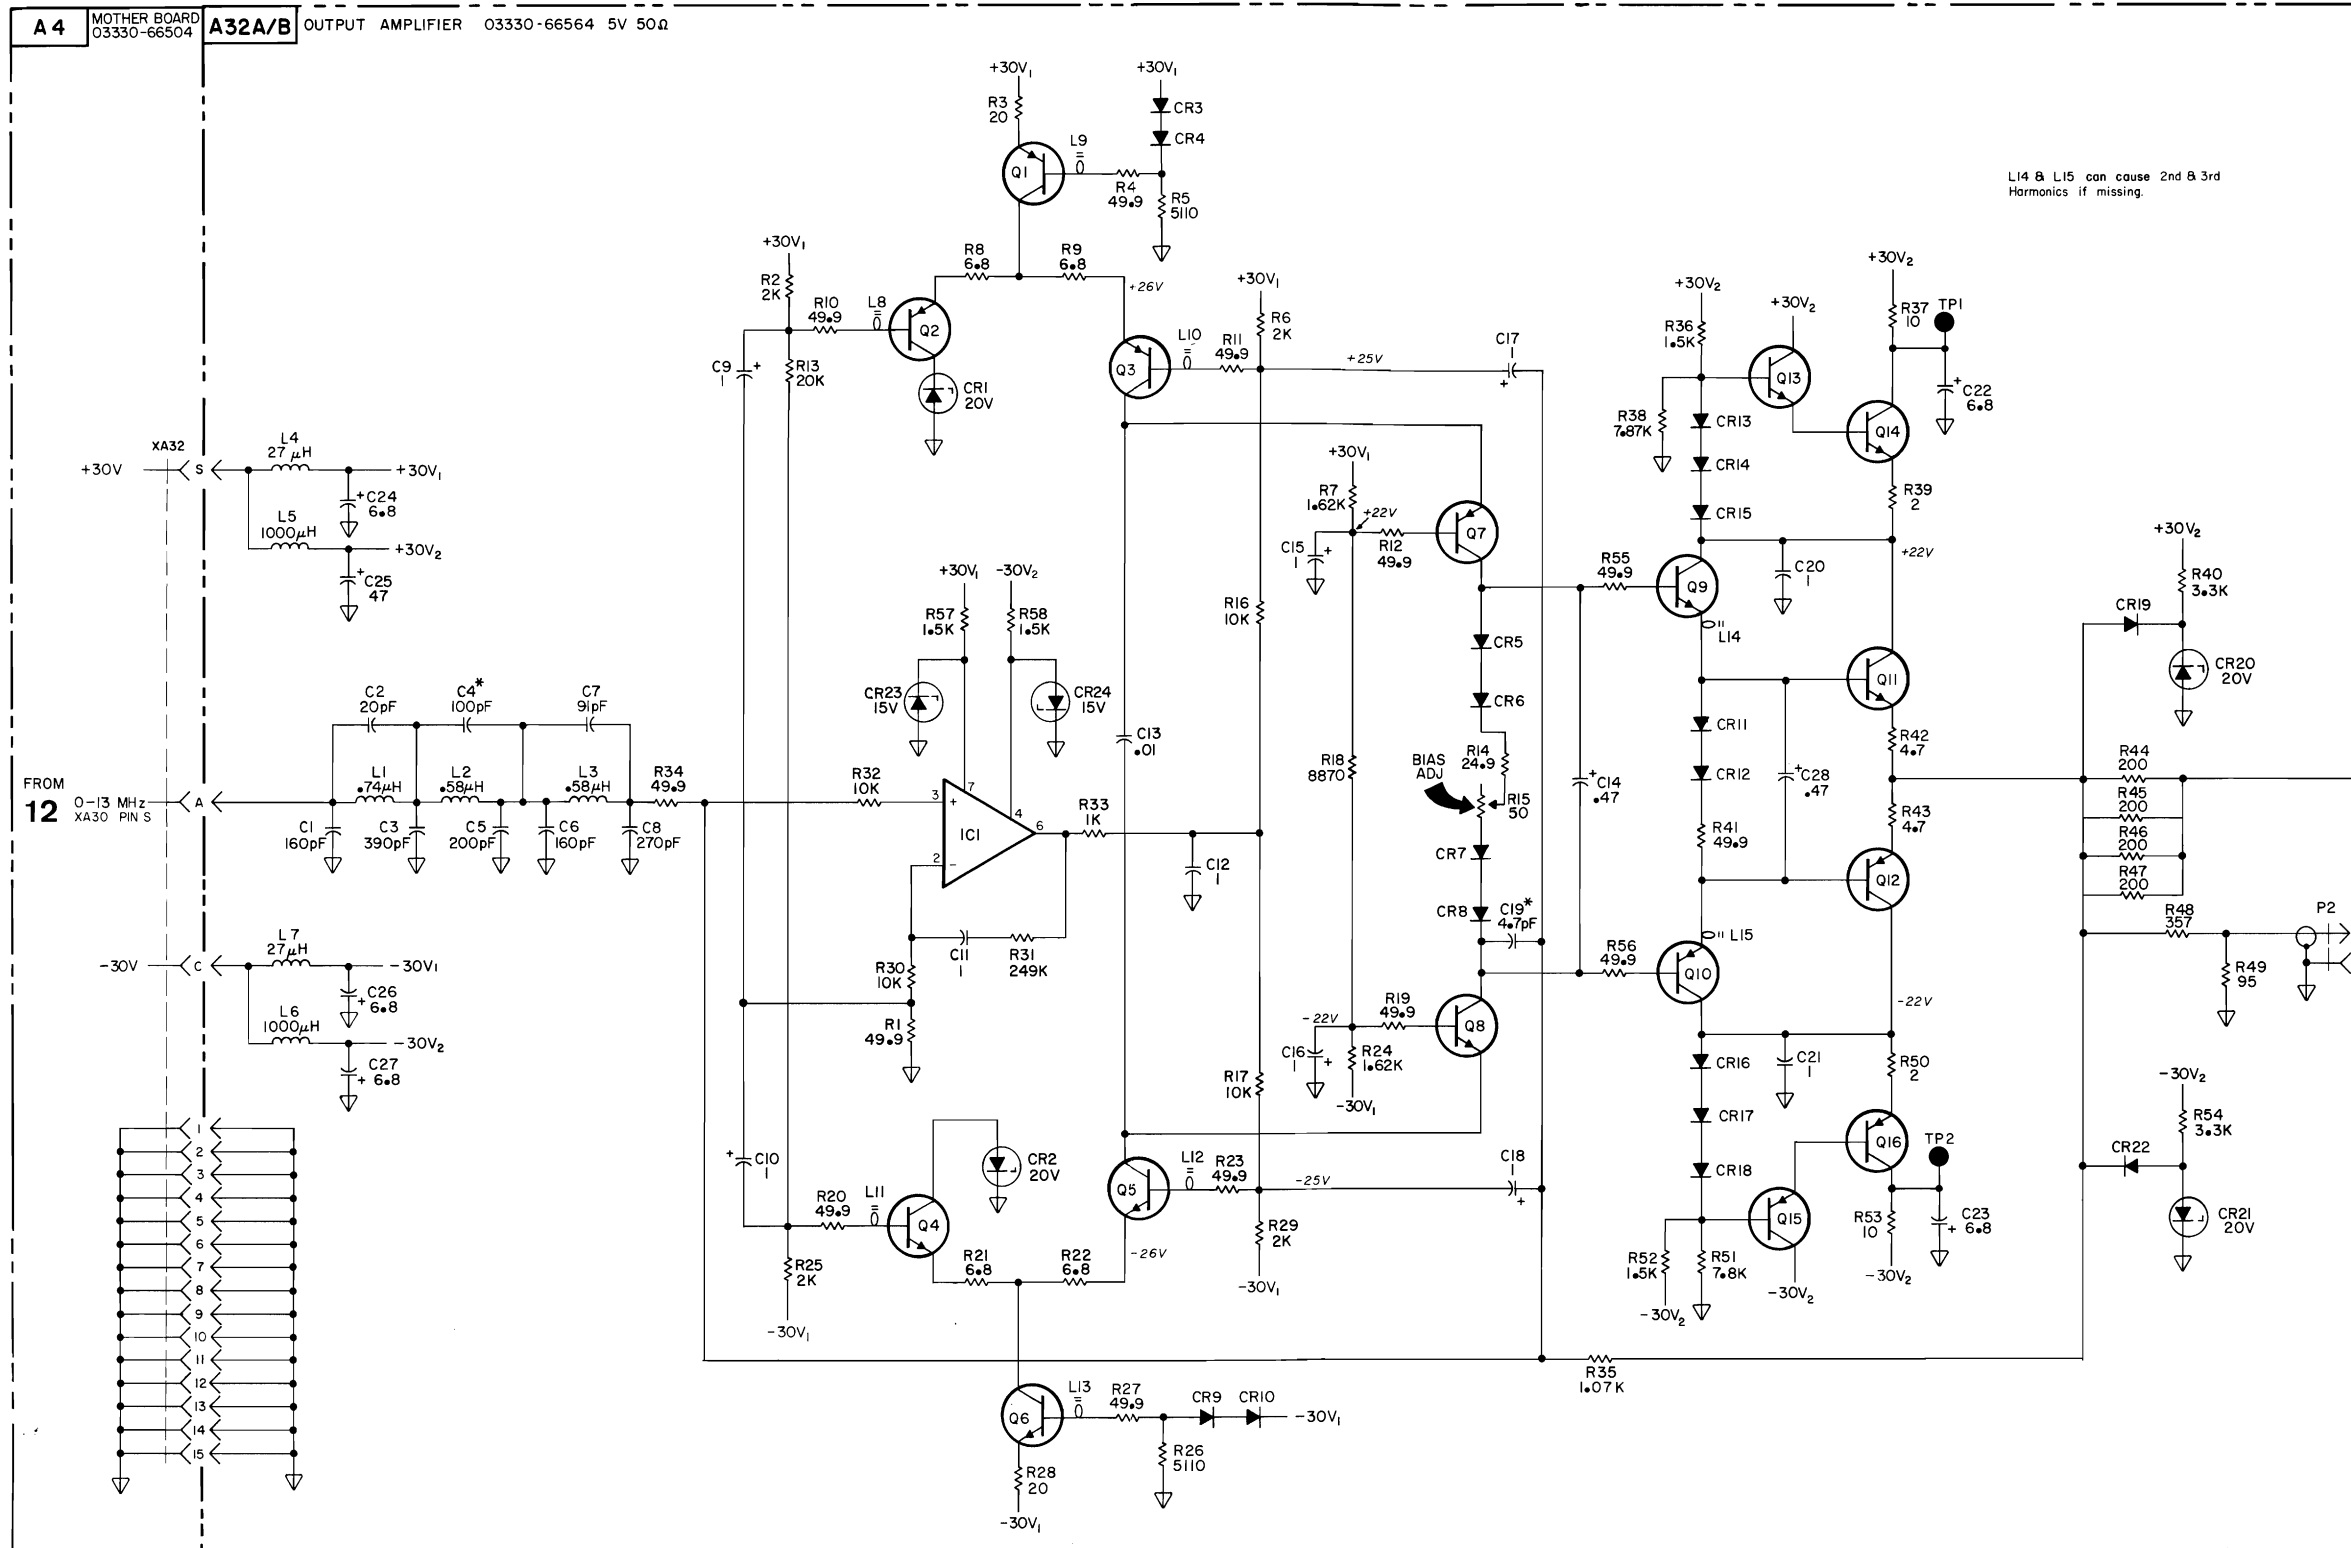 A4
MOTHER BOARD
03330-66504
A32A/B
OUTPUT AMPLIFIER 03330-66564 5V 50Ω
+30V1
R3
20
Q1
L9
R4
49.9
+30V1
CR3
CR4
R5
5110
L14 & L15 can cause 2nd & 3rd
Harmonics if missing.
+30V1
R2
2K
R10
49.9
L8
Q2
R8
6.8
R9
6.8
+26V
C9
1
+
R13
20K
CR1
20V
Q3
L10
R11
49.9
+30V1
R6
2K
+25V
C17
1
+
+30V2
R36
1.5K
+30V2
Q13
R38
7.87K
CR13
CR14
CR15
+30V2
R37
10
TP1
+
C22
6.8
Q14
R39
2
+22V
XA32
+30V
S
L4
27 μH
+30V1
+
C24
6.8
L5
1000μH
+30V2
+
C25
47
+30V1
R7
1.62K
+22V
C15
1
+
R12
49.9
Q7
R55
49.9
Q9
L14
C20
1
+30V2
R40
3.3K
CR19
CR20
20V
+30V1
R57
1.5K
-30V2
R58
1.5K
CR23
15V
CR24
15V
R16
10K
CR5
CR6
Q11
CR11
CR12
+
C28
.47
R42
4.7
R43
4.7
R41
49.9
Q12
C13
.01
R18
8870
BIAS
ADJ
R14
24.9
R15
50
CR7
CR8
C19*
4.7pF
+
C14
.47
R44
200
R45
200
R46
200
R47
200
R48
357
R49
95
P2
C2
20pF
C4*
100pF
C7
91pF
L1
.74μH
L2
.58μH
L3
.58μH
R34
49.9
FROM
12
0-13 MHz
XA30 PIN S
A
C1
160pF
C3
390pF
C5
200pF
C6
160pF
C8
270pF
R32
10K
3
+
7
4
IC1
6
2
-
R33
1K
C12
1
C11
1
R31
249K
R30
10K
R1
49.9
-30V
C
L7
27μH
-30V1
C26
+ 6.8
L6
1000μH
-30V2
C27
+ 6.8
R56
49.9
Q10
L15
-22V
-22V
C16
1
+
R19
49.9
Q8
R24
1.62K
-30V1
R17
10K
CR16
CR17
CR18
C21
1
R50
2
Q16
TP2
Q15
R52
1.5K
-30V2
R51
7.8K
-30V2
R53
10
-30V2
C23
+ 6.8
-30V2
R54
3.3K
CR22
CR21
20V
1
2
3
4
5
6
7
8
9
10
11
12
13
14
15
+
C10
1
R20
49.9
L11
Q4
CR2
20V
R25
2K
-30V1
R21
6.8
R22
6.8
-26V
Q5
L12
R23
49.9
-25V
R29
2K
-30V1
C18
1
+
R35
1.07K
Q6
L13
R27
49.9
CR9
CR10
-30V1
R26
5110
R28
20
-30V1